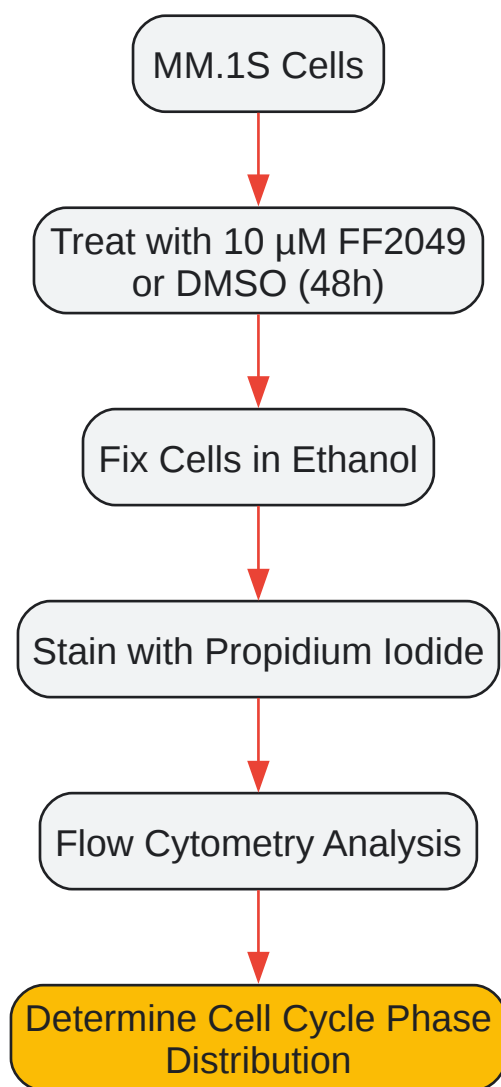 MM.1S Cells
Treat with 10 µM FF2049
or DMSO (48h)
Fix Cells in Ethanol
Stain with Propidium Iodide
Flow Cytometry Analysis
Determine Cell Cycle Phase
Distribution